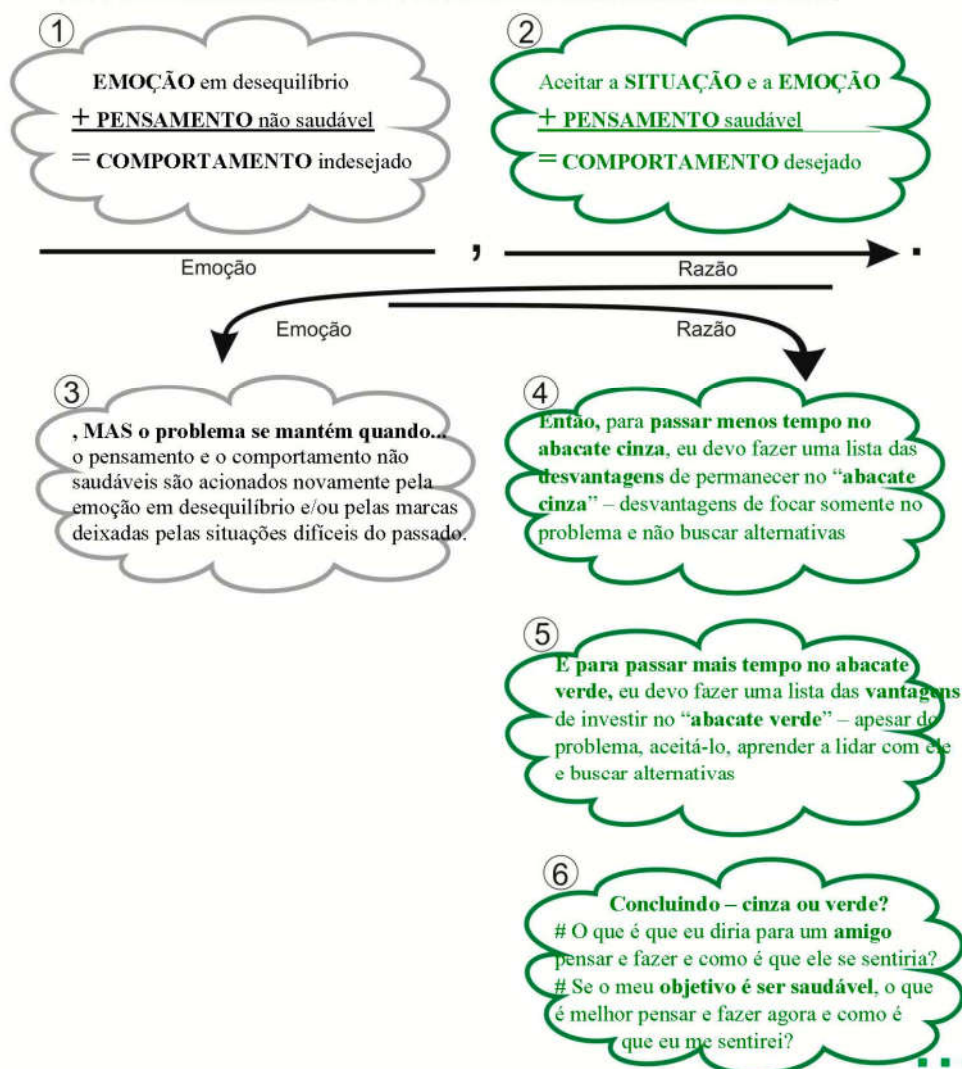 ①
EMOÇÃO em desequilíbrio
+ PENSAMENTO não saudável
= COMPORTAMENTO indesejado
②
Aceitar a SITUAÇÃO e a EMOÇÃO
+ PENSAMENTO saudável
= COMPORTAMENTO desejado
Emoção
,
Razão
.
Emoção
Razão
③
, MAS o problema se mantém quando...
o pensamento e o comportamento não
saudáveis são acionados novamente pela
emoção em desequilíbrio e/ou pelas marcas
deixadas pelas situações difíceis do passado.
④
Então, para passar menos tempo no
abacate cinza, eu devo fazer uma lista das
desvantagens de permanecer no “abacate
cinza” – desvantagens de focar somente no
problema e não buscar alternativas
⑤
E para passar mais tempo no abacate
verde, eu devo fazer uma lista das vantagens
de investir no “abacate verde” – apesar do
problema, aceitá-lo, aprender a lidar com ele
e buscar alternativas
⑥
Concluindo – cinza ou verde?
# O que é que eu diria para um amigo
pensar e fazer e como é que ele se sentiria?
# Se o meu objetivo é ser saudável, o que
é melhor pensar e fazer agora e como é
que eu me sentirei?